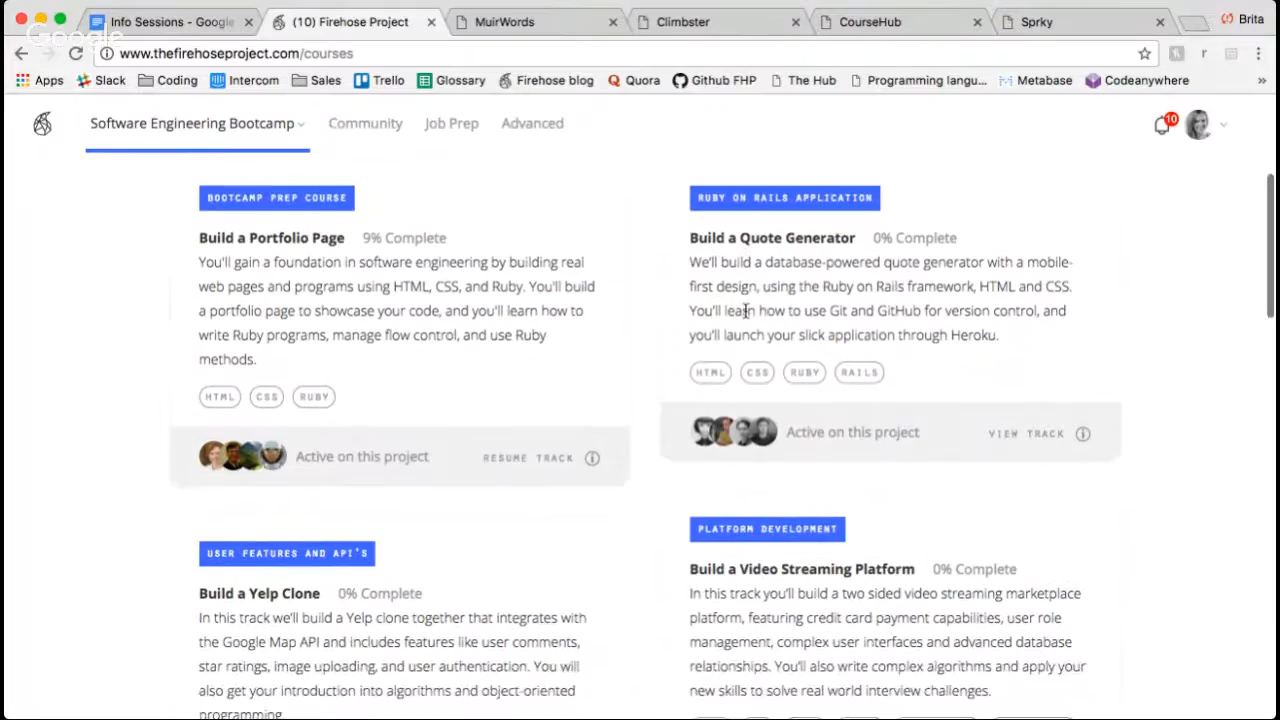 Info Sessions - Google
(10) Firehose Project
MuirWords
Climbster
CourseHub
Sprky
Brita
Google
www.thefirehoseproject.com/courses
Apps
Slack
Coding
Intercom
Sales
Trello
Glossary
Firehose blog
Quora
Github FHP
The Hub
Programming langu...
Metabase
Codeanywhere
»
Software Engineering Bootcamp
Community
Job Prep
Advanced
10
BOOTCAMP PREP COURSE
Build a Portfolio Page 9% Complete
You'll gain a foundation in software engineering by building real
web pages and programs using HTML, CSS, and Ruby. You'll build
a portfolio page to showcase your code, and you'll learn how to
write Ruby programs, manage flow control, and use Ruby
methods.
HTML CSS RUBY
Active on this project RESUME TRACK
RUBY ON RAILS APPLICATION
Build a Quote Generator 0% Complete
We'll build a database-powered quote generator with a mobile-
first design, using the Ruby on Rails framework, HTML and CSS.
You'll learn how to use Git and GitHub for version control, and
you'll launch your slick application through Heroku.
HTML CSS RUBY RAILS
Active on this project VIEW TRACK
USER FEATURES AND API'S
Build a Yelp Clone 0% Complete
In this track we'll build a Yelp clone together that integrates with
the Google Map API and includes features like user comments,
star ratings, image uploading, and user authentication. You will
also get your introduction into algorithms and object-oriented
programming.
PLATFORM DEVELOPMENT
Build a Video Streaming Platform 0% Complete
In this track you'll build a two sided video streaming marketplace
platform, featuring credit card payment capabilities, user role
management, complex user interfaces and advanced database
relationships. You'll also write complex algorithms and apply your
new skills to solve real world interview challenges.